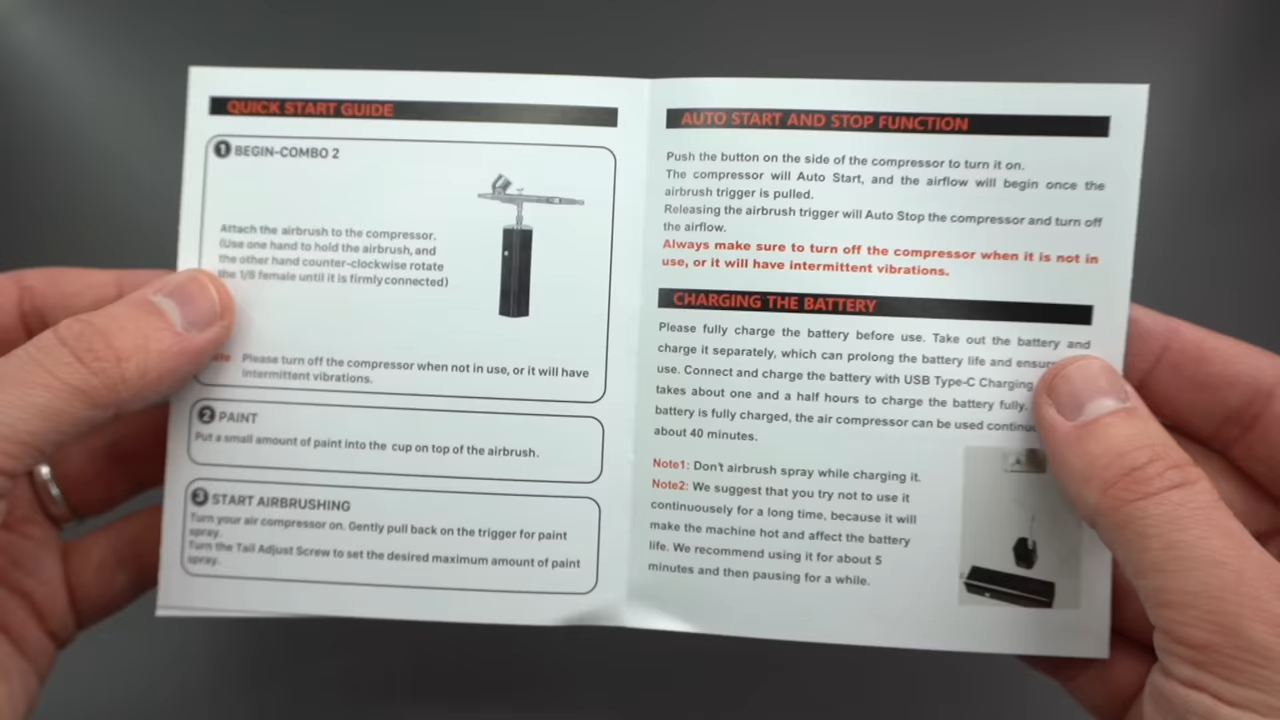 QUICK START GUIDE
1 BEGIN-COMBO 2
Attach the airbrush to the compressor.
(Use one hand to hold the airbrush, and
the other hand counter-clockwise rotate
the 1/8 female until it is firmly connected)
Please turn off the compressor when not in use, or it will have
intermittent vibrations.
2 PAINT
Put a small amount of paint into the cup on top of the airbrush.
3 START AIRBRUSHING
Turn your air compressor on. Gently pull back on the trigger for paint
spray.
Turn the Tail Adjust Screw to set the desired maximum amount of paint
spray.
AUTO START AND STOP FUNCTION
Push the button on the side of the compressor to turn it on.
The compressor will Auto Start, and the airflow will begin once the
airbrush trigger is pulled.
Releasing the airbrush trigger will Auto Stop the compressor and turn off
the airflow.
Always make sure to turn off the compressor when it is not in
use, or it will have intermittent vibrations.
CHARGING THE BATTERY
Please fully charge the battery before use. Take out the battery and
charge it separately, which can prolong the battery life and
use. Connect and charge the battery with USB Type-C Charging
takes about one and a half hours to charge the battery fully.
battery is fully charged, the air compressor can be used
about 40 minutes.
Note1: Don't airbrush spray while charging it.
Note2: We suggest that you try not to use it
continuously for a long time, because it will
make the machine hot and affect the battery
life. We recommend using it for about 5
minutes and then pausing for a while.